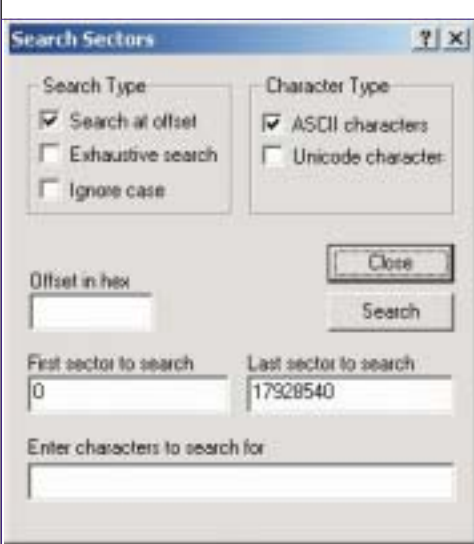 Search Sectors
Search Type
Character Type
Search at offset
ASCII characters
Exhaustive search
Unicode character
Ignore case
Close
Offset in hex
Search
First sector to search
Last sector to search
0
17928540
Enter characters to search for